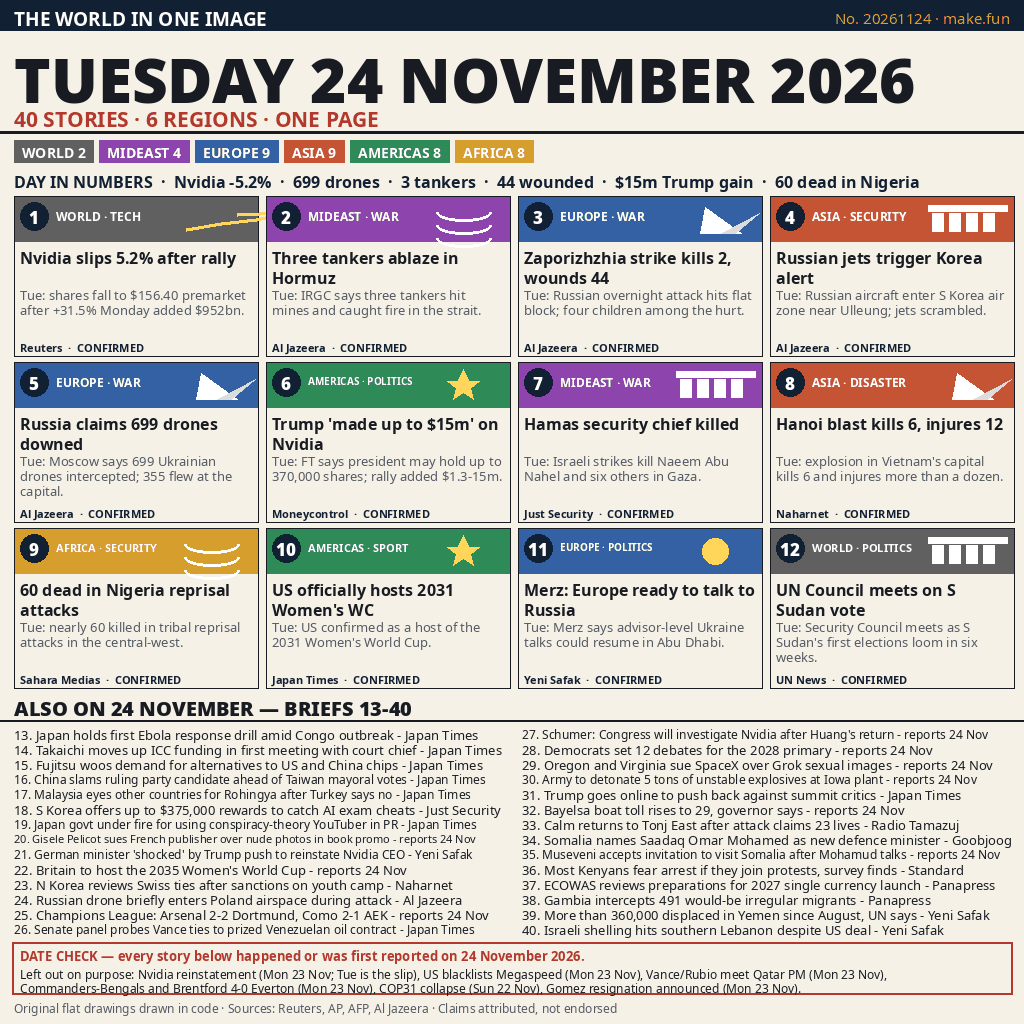 THE WORLD IN ONE IMAGE
No. 20261124 · make.fun
TUESDAY 24 NOVEMBER 2026
40 STORIES · 6 REGIONS · ONE PAGE
WORLD 2
MIDEAST 4
EUROPE 9
ASIA 9
AMERICAS 8
AFRICA 8
DAY IN NUMBERS · Nvidia -5.2% · 699 drones · 3 tankers · 44 wounded · $15m Trump gain · 60 dead in Nigeria
1
WORLD · TECH
Nvidia slips 5.2% after rally
Tue: shares fall to $156.40 premarket
after +31.5% Monday added $952bn.
Reuters · CONFIRMED
2
MIDEAST · WAR
Three tankers ablaze in
Hormuz
Tue: IRGC says three tankers hit
mines and caught fire in the strait.
Al Jazeera · CONFIRMED
3
EUROPE · WAR
Zaporizhzhia strike kills 2,
wounds 44
Tue: Russian overnight attack hits flat
block; four children among the hurt.
Al Jazeera · CONFIRMED
4
ASIA · SECURITY
Russian jets trigger Korea
alert
Tue: Russian aircraft enter S Korea air
zone near Ulleung; jets scrambled.
Al Jazeera · CONFIRMED
5
EUROPE · WAR
Russia claims 699 drones
downed
Tue: Moscow says 699 Ukrainian
drones intercepted; 355 flew at the
capital.
Al Jazeera · CONFIRMED
6
AMERICAS · POLITICS
Trump 'made up to $15m' on
Nvidia
Tue: FT says president may hold up to
370,000 shares; rally added $1.3-15m.
Moneycontrol · CONFIRMED
7
MIDEAST · WAR
Hamas security chief killed
Tue: Israeli strikes kill Naeem Abu
Nahel and six others in Gaza.
Just Security · CONFIRMED
8
ASIA · DISASTER
Hanoi blast kills 6, injures 12
Tue: explosion in Vietnam's capital
kills 6 and injures more than a dozen.
Naharnet · CONFIRMED
9
AFRICA · SECURITY
60 dead in Nigeria reprisal
attacks
Tue: nearly 60 killed in tribal reprisal
attacks in the central-west.
Sahara Medias · CONFIRMED
10
AMERICAS · SPORT
US officially hosts 2031
Women's WC
Tue: US confirmed as a host of the
2031 Women's World Cup.
Japan Times · CONFIRMED
11
EUROPE · POLITICS
Merz: Europe ready to talk to
Russia
Tue: Merz says advisor-level Ukraine
talks could resume in Abu Dhabi.
Yeni Safak · CONFIRMED
12
WORLD · POLITICS
UN Council meets on S
Sudan vote
Tue: Security Council meets as S
Sudan's first elections loom in six
weeks.
UN News · CONFIRMED
ALSO ON 24 NOVEMBER — BRIEFS 13-40
13. Japan holds first Ebola response drill amid Congo outbreak - Japan Times
14. Takaichi moves up ICC funding in first meeting with court chief - Japan Times
15. Fujitsu woos demand for alternatives to US and China chips - Japan Times
16. China slams ruling party candidate ahead of Taiwan mayoral votes - Japan Times
17. Malaysia eyes other countries for Rohingya after Turkey says no - Japan Times
18. S Korea offers up to $375,000 rewards to catch AI exam cheats - Just Security
19. Japan govt under fire for using conspiracy-theory YouTuber in PR - Japan Times
20. Gisele Pelicot sues French publisher over nude photos in book promo - reports 24 Nov
21. German minister 'shocked' by Trump push to reinstate Nvidia CEO - Yeni Safak
22. Britain to host the 2035 Women's World Cup - reports 24 Nov
23. N Korea reviews Swiss ties after sanctions on youth camp - Naharnet
24. Russian drone briefly enters Poland airspace during attack - Al Jazeera
25. Champions League: Arsenal 2-2 Dortmund, Como 2-1 AEK - reports 24 Nov
26. Senate panel probes Vance ties to prized Venezuelan oil contract - Japan Times
27. Schumer: Congress will investigate Nvidia after Huang's return - reports 24 Nov
28. Democrats set 12 debates for the 2028 primary - reports 24 Nov
29. Oregon and Virginia sue SpaceX over Grok sexual images - reports 24 Nov
30. Army to detonate 5 tons of unstable explosives at Iowa plant - reports 24 Nov
31. Trump goes online to push back against summit critics - Japan Times
32. Bayelsa boat toll rises to 29, governor says - reports 24 Nov
33. Calm returns to Tonj East after attack claims 23 lives - Radio Tamazuj
34. Somalia names Saadaq Omar Mohamed as new defence minister - Goobjoog
35. Museveni accepts invitation to visit Somalia after Mohamud talks - reports 24 Nov
36. Most Kenyans fear arrest if they join protests, survey finds - Standard
37. ECOWAS reviews preparations for 2027 single currency launch - Panapress
38. Gambia intercepts 491 would-be irregular migrants - Panapress
39. More than 360,000 displaced in Yemen since August, UN says - Yeni Safak
40. Israeli shelling hits southern Lebanon despite US deal - Yeni Safak
DATE CHECK — every story below happened or was first reported on 24 November 2026.
Left out on purpose: Nvidia reinstatement (Mon 23 Nov; Tue is the slip), US blacklists Megaspeed (Mon 23 Nov), Vance/Rubio meet Qatar PM (Mon 23 Nov),
Commanders-Bengals and Brentford 4-0 Everton (Mon 23 Nov), COP31 collapse (Sun 22 Nov), Gomez resignation announced (Mon 23 Nov).
Original flat drawings drawn in code · Sources: Reuters, AP, AFP, Al Jazeera · Claims attributed, not endorsed